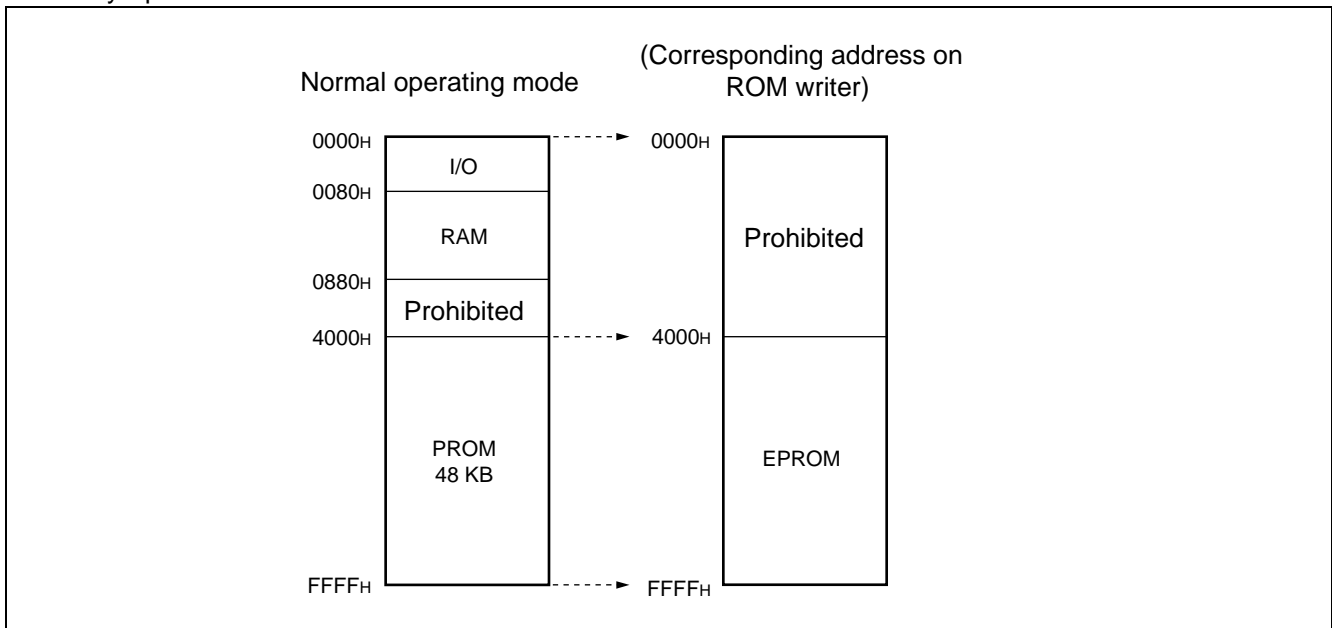 Normal operating mode
(Corresponding address on
ROM writer)
0000H
I/O
0080H
RAM
0880H
Prohibited
4000H
PROM
48 KB
FFFFH
0000H
Prohibited
4000H
EPROM
FFFFH